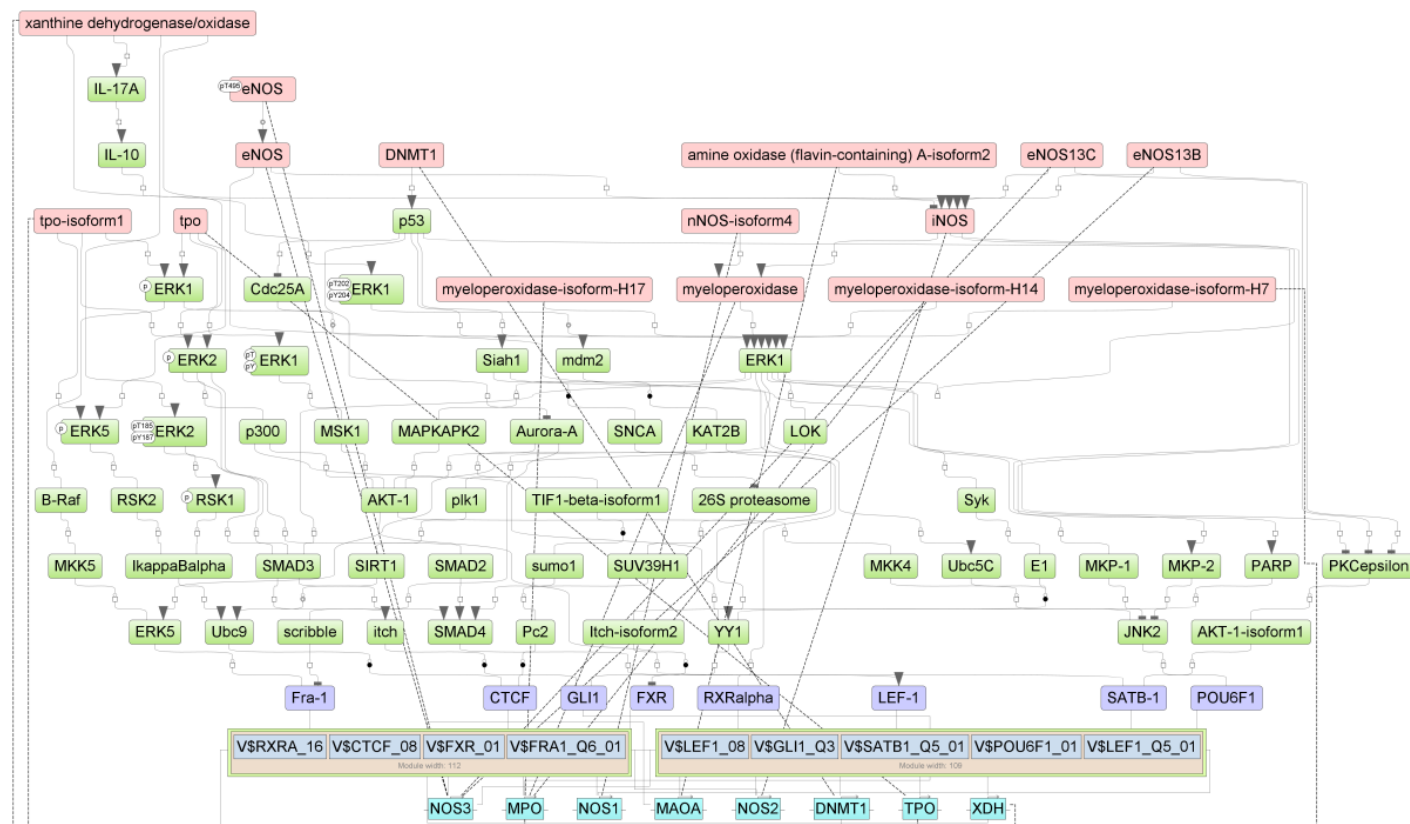 xanthine dehydrogenase/oxidase
IL-17A
pT495
eNOS
IL-10
eNOS
DNMT1
amine oxidase (flavin-containing) A-isoform2
eNOS13C
eNOS13B
tpo-isoform1
tpo
p53
nNOS-isoform4
iNOS
p
ERK1
Cdc25A
pT202
pY204
ERK1
myeloperoxidase-isoform-H17
myeloperoxidase
myeloperoxidase-isoform-H14
myeloperoxidase-isoform-H7
p
ERK2
pT
pY
ERK1
Siah1
mdm2
ERK1
p
ERK5
pT185
pY187
ERK2
p300
MSK1
MAPKAPK2
Aurora-A
SNCA
KAT2B
LOK
B-Raf
RSK2
p
RSK1
AKT-1
plk1
TIF1-beta-isoform1
26S proteasome
Syk
MKK5
IkappaBalpha
SMAD3
SIRT1
SMAD2
sumo1
SUV39H1
MKK4
Ubc5C
E1
MKP-1
MKP-2
PARP
PKCepsilon
ERK5
Ubc9
scribble
itch
SMAD4
Pc2
Itch-isoform2
YY1
JNK2
AKT-1-isoform1
Fra-1
CTCF
GLI1
FXR
RXRalpha
LEF-1
SATB-1
POU6F1
V$RXRA_16
V$CTCF_08
V$FXR_01
V$FRA1_Q6_01
V$LEF1_08
V$GLI1_Q3
V$SATB1_Q5_01
V$POU6F1_01
V$LEF1_Q5_01
Module width: 112
Module width: 109
NOS3
MPO
NOS1
MAOA
NOS2
DNMT1
TPO
XDH